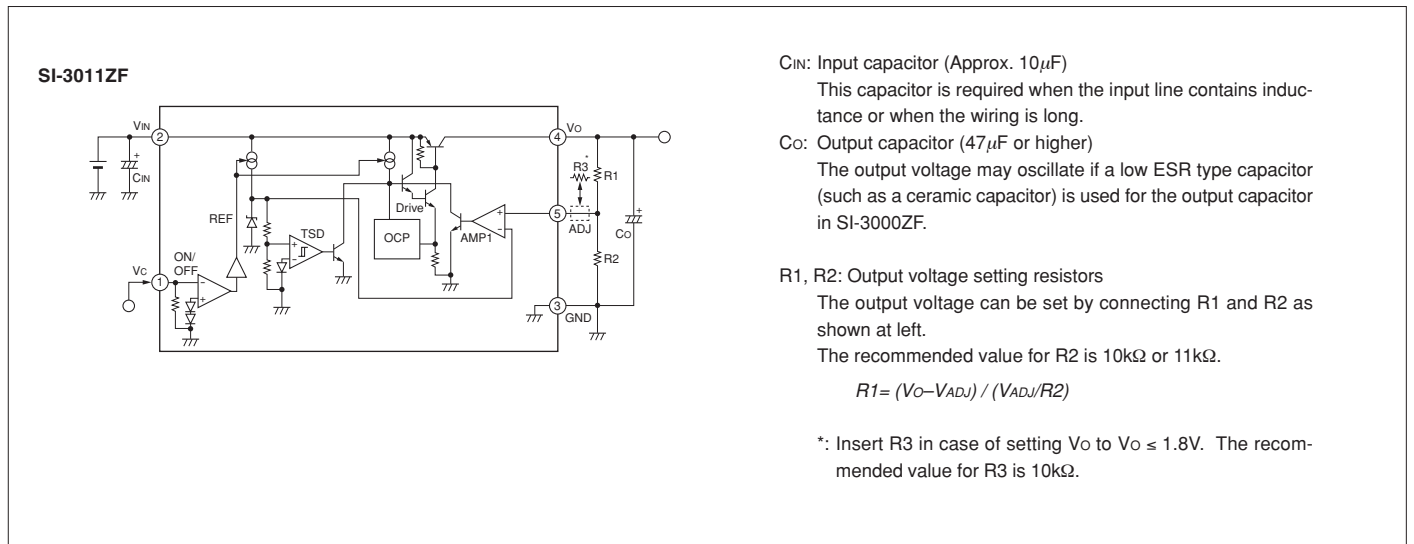 SI-3011ZF
VIN
2
4
VO
+
CIN
R3
*
R1
REF
Drive
5
ADJ
TSD
+
–
OCP
AMP1
+
–
+
CO
ON/
OFF
VC
1
–
+
R2
3
GND
CIN: Input capacitor (Approx. 10μF)
This capacitor is required when the input line contains induc-
tance or when the wiring is long.
CO: Output capacitor (47μF or higher)
The output voltage may oscillate if a low ESR type capacitor
(such as a ceramic capacitor) is used for the output capacitor
in SI-3000ZF.
R1, R2: Output voltage setting resistors
The output voltage can be set by connecting R1 and R2 as
shown at left.
The recommended value for R2 is 10kΩ or 11kΩ.
R1= (VO–VADJ) / (VADJ/R2)
*: Insert R3 in case of setting VO to VO ≤ 1.8V. The recom-
mended value for R3 is 10kΩ.